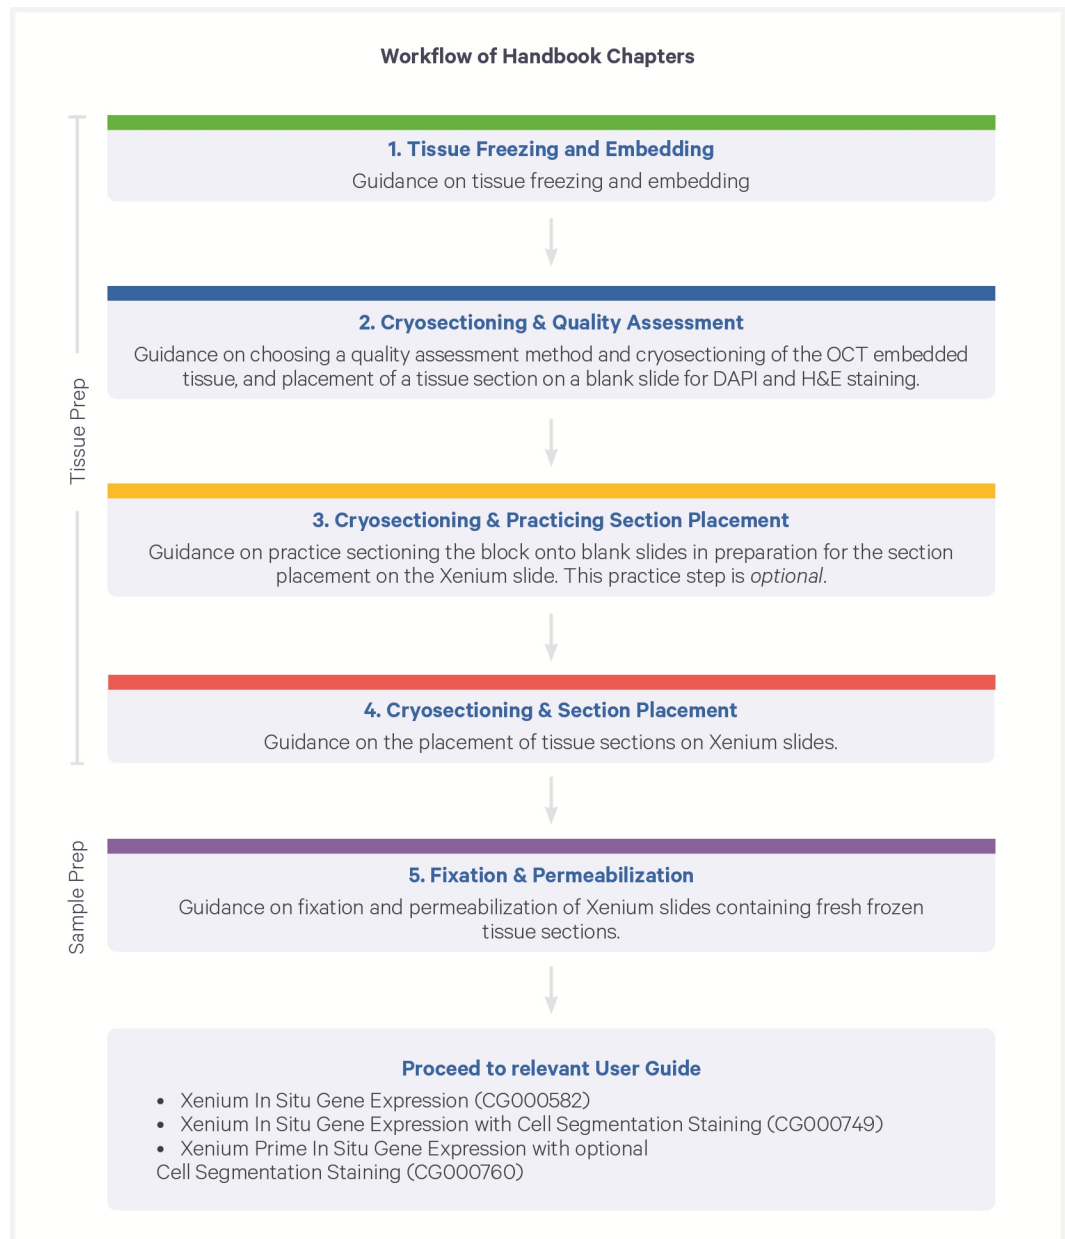 Workflow of Handbook Chapters
1. Tissue Freezing and Embedding
Guidance on tissue freezing and embedding
2. Cryosectioning & Quality Assessment
Guidance on choosing a quality assessment method and cryosectioning of the OCT embedded
tissue, and placement of a tissue section on a blank slide for DAPI and H&E staining.
Tissue Prep
3. Cryosectioning & Practicing Section Placement
Guidance on practice sectioning the block onto blank slides in preparation for the section
placement on the Xenium slide. This practice step is optional.
4. Cryosectioning & Section Placement
Guidance on the placement of tissue sections on Xenium slides.
Sample Prep
5. Fixation & Permeabilization
Guidance on fixation and permeabilization of Xenium slides containing fresh frozen
tissue sections.
Proceed to relevant User Guide
• Xenium In Situ Gene Expression (CG000582)
• Xenium In Situ Gene Expression with Cell Segmentation Staining (CG000749)
• Xenium Prime In Situ Gene Expression with optional
Cell Segmentation Staining (CG000760)